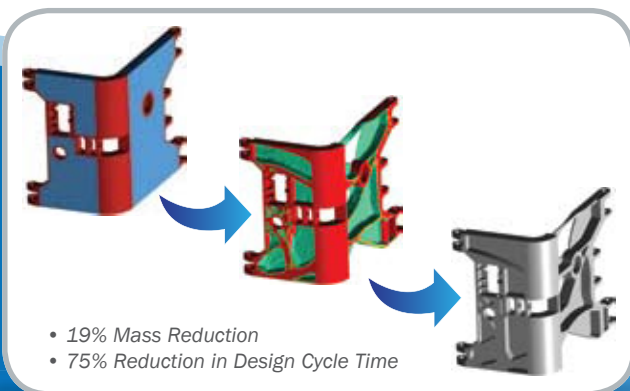 • 19% Mass Reduction
• 75% Reduction in Design Cycle Time